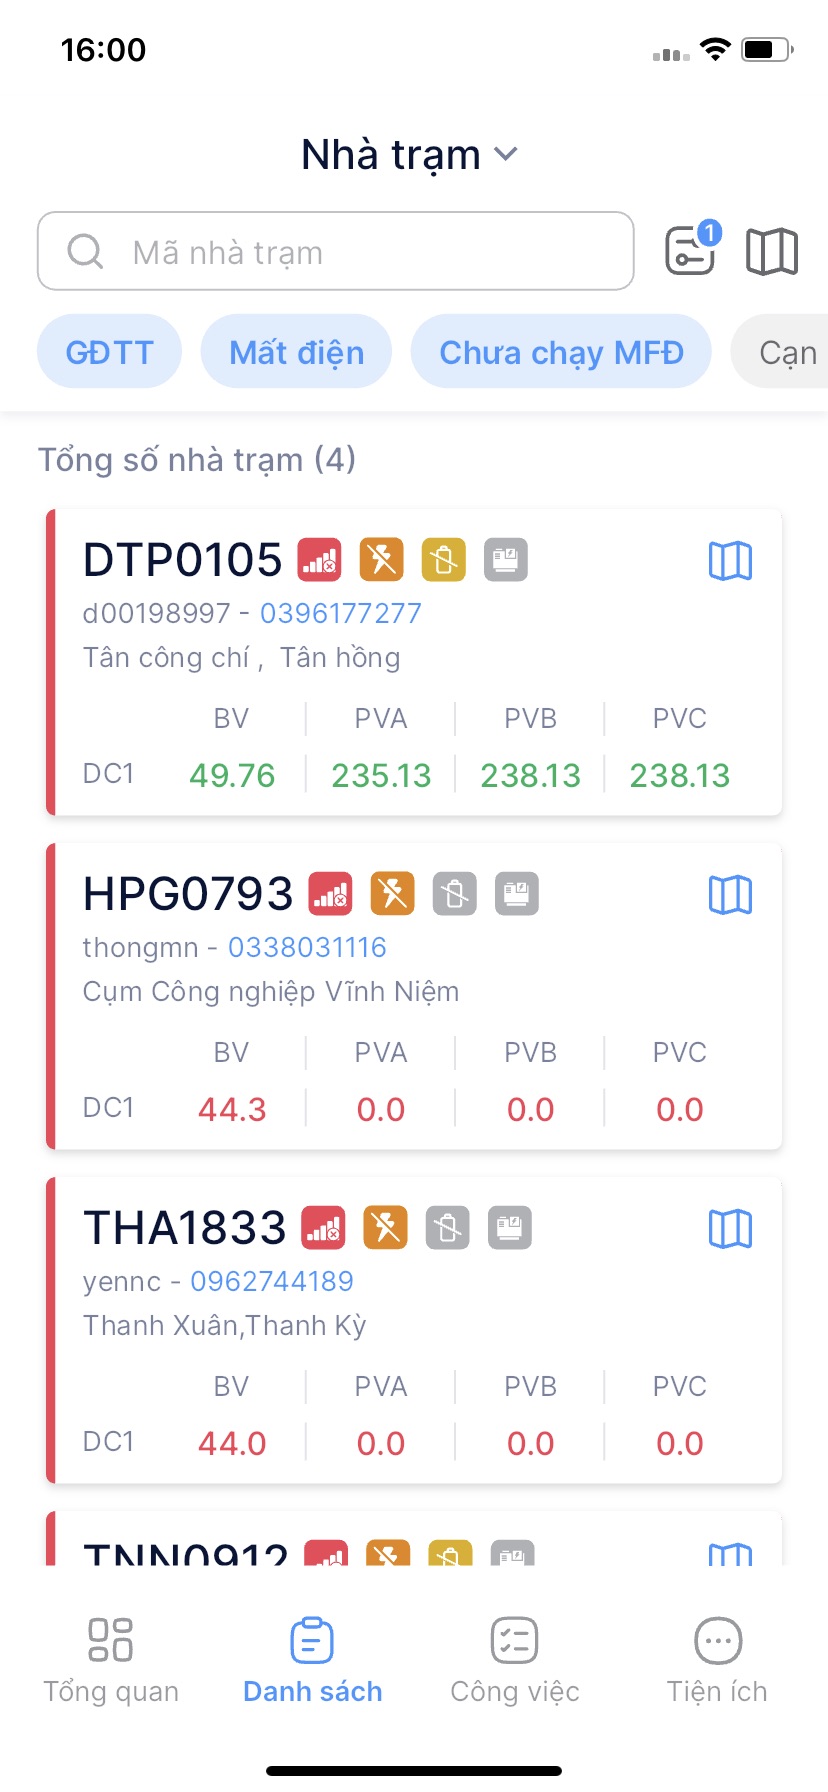 16:00
Nhà trạm
Mã nhà trạm
1
GĐTT Mất điện Chưa chạy MFĐ Cạn
Tổng số nhà trạm (4)
DTP0105
d00198997 - 0396177277
Tân công chí , Tân hồng
BV PVA PVB PVC
DC1 49.76 235.13 238.13 238.13
HPG0793
thongmn - 0338031116
Cụm Công nghiệp Vĩnh Niệm
BV PVA PVB PVC
DC1 44.3 0.0 0.0 0.0
THA1833
yennc - 0962744189
Thanh Xuân,Thanh Kỳ
BV PVA PVB PVC
DC1 44.0 0.0 0.0 0.0
TNN0912
Tổng quan Danh sách Công việc Tiện ích